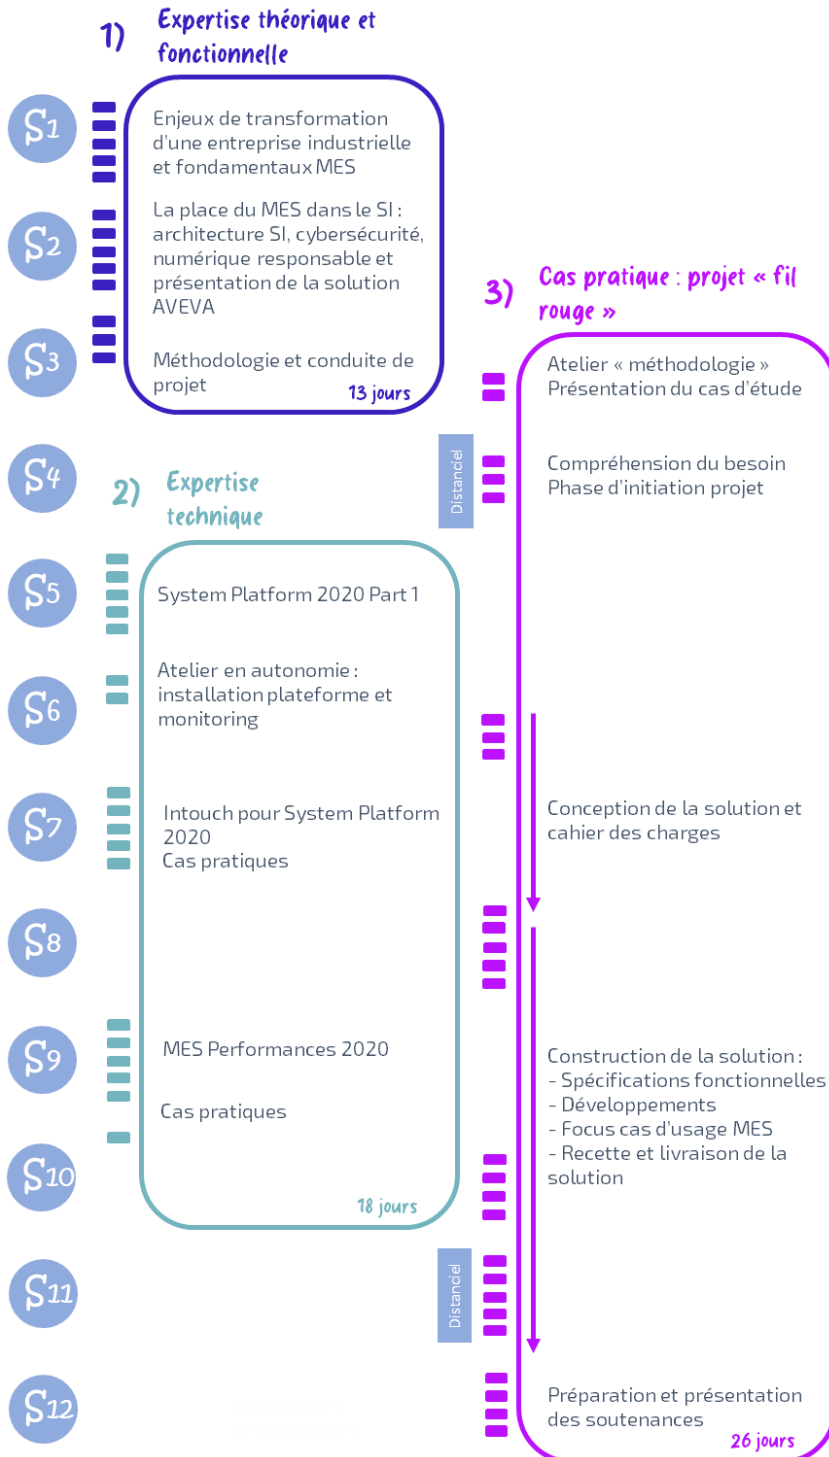 1)
Expertise théorique et
fonctionnelle
S1
Enjeux de transformation
d'une entreprise industrielle
et fondamentaux MES
S2
La place du MES dans le SI :
architecture SI, cybersécurité,
numérique responsable et
présentation de la solution
AVEVA
S3
Méthodologie et conduite de
projet
13 jours
S4
2)
Expertise
technique
S5
System Platform 2020 Part 1
S6
Atelier en autonomie :
installation plateforme et
monitoring
S7
Intouch pour System Platform
2020
Cas pratiques
S8
S9
MES Performances 2020
Cas pratiques
S10
18 jours
S11
S12
3)
Cas pratique : projet « fil
rouge »
Atelier « méthodologie »
Présentation du cas d'étude
Distanciel
Compréhension du besoin
Phase d'initiation projet
Conception de la solution et
cahier des charges
Construction de la solution :
- Spécifications fonctionnelles
- Développements
- Focus cas d'usage MES
- Recette et livraison de la
solution
Distanciel
Préparation et présentation
des soutenances
26 jours